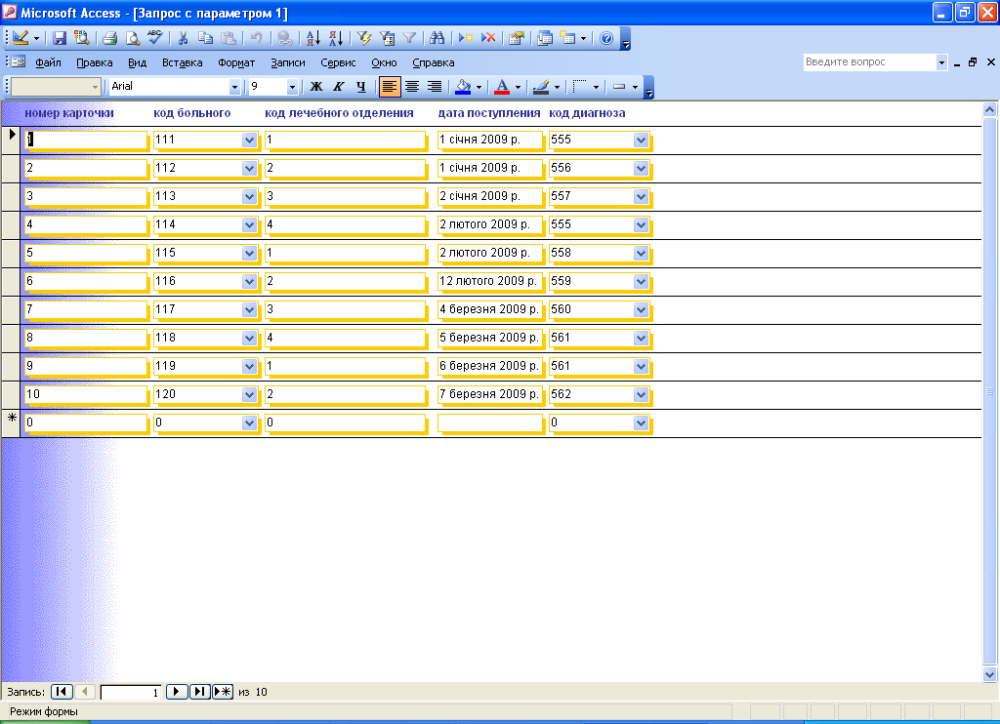 Microsoft Access - [Запрос с параметром 1]
Файл Правка Вид Вставка Формат Записи Сервис Окно Справка Введите вопрос
Arial 9 Ж К Ч
номер карточки код больного код лечебного отделения дата поступления код диагноза
1 111 1 1 січня 2009 р. 555
2 112 2 1 січня 2009 р. 556
3 113 3 2 січня 2009 р. 557
4 114 4 2 лютого 2009 р. 555
5 115 1 2 лютого 2009 р. 558
6 116 2 12 лютого 2009 р. 559
7 117 3 4 березня 2009 р. 560
8 118 4 5 березня 2009 р. 561
9 119 1 6 березня 2009 р. 561
10 120 2 7 березня 2009 р. 562
0 0 0 0
Запись: 1 из 10
Режим формы